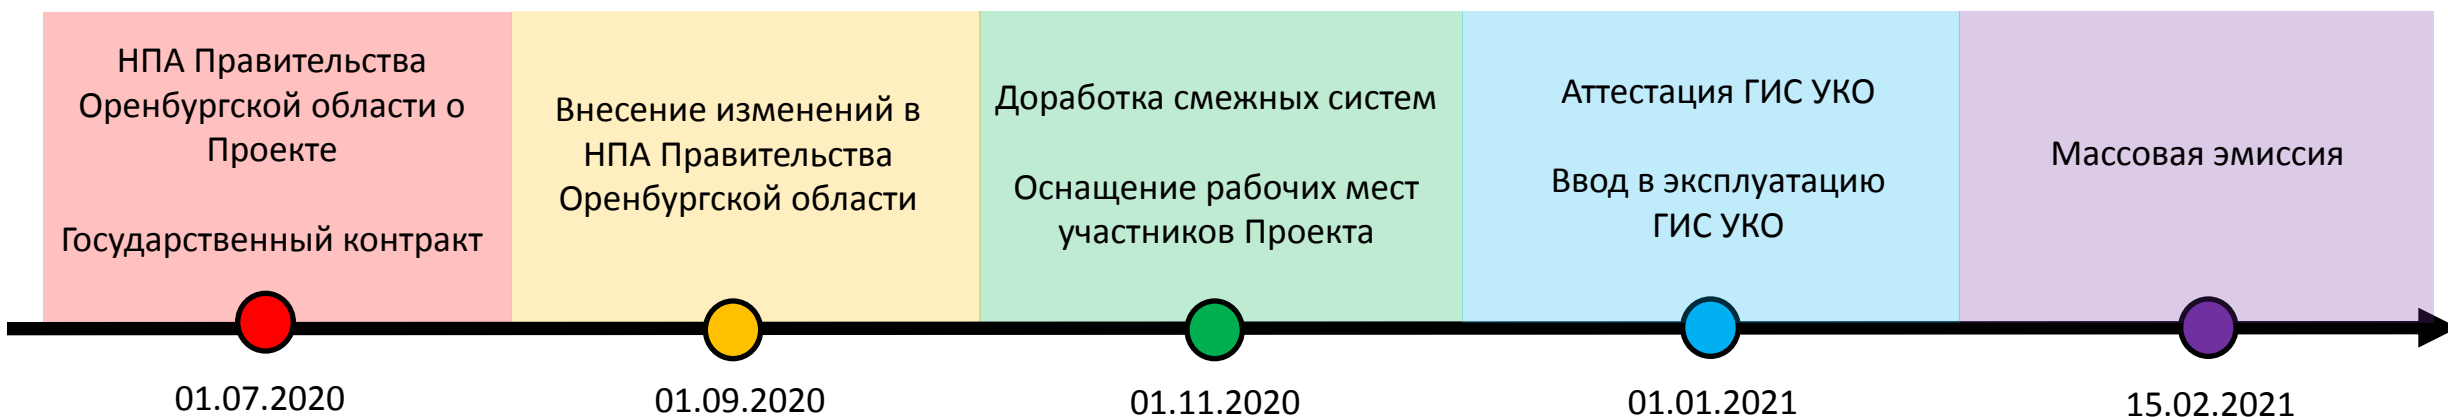 НПА Правительства
Оренбургской области о
Проекте
Государственный контракт
01.07.2020
Внесение изменений в
НПА Правительства
Оренбургской области
01.09.2020
Доработка смежных систем
Оснащение рабочих мест
участников Проекта
01.11.2020
Аттестация ГИС УКО
Ввод в эксплуатацию
ГИС УКО
01.01.2021
Массовая эмиссия
15.02.2021